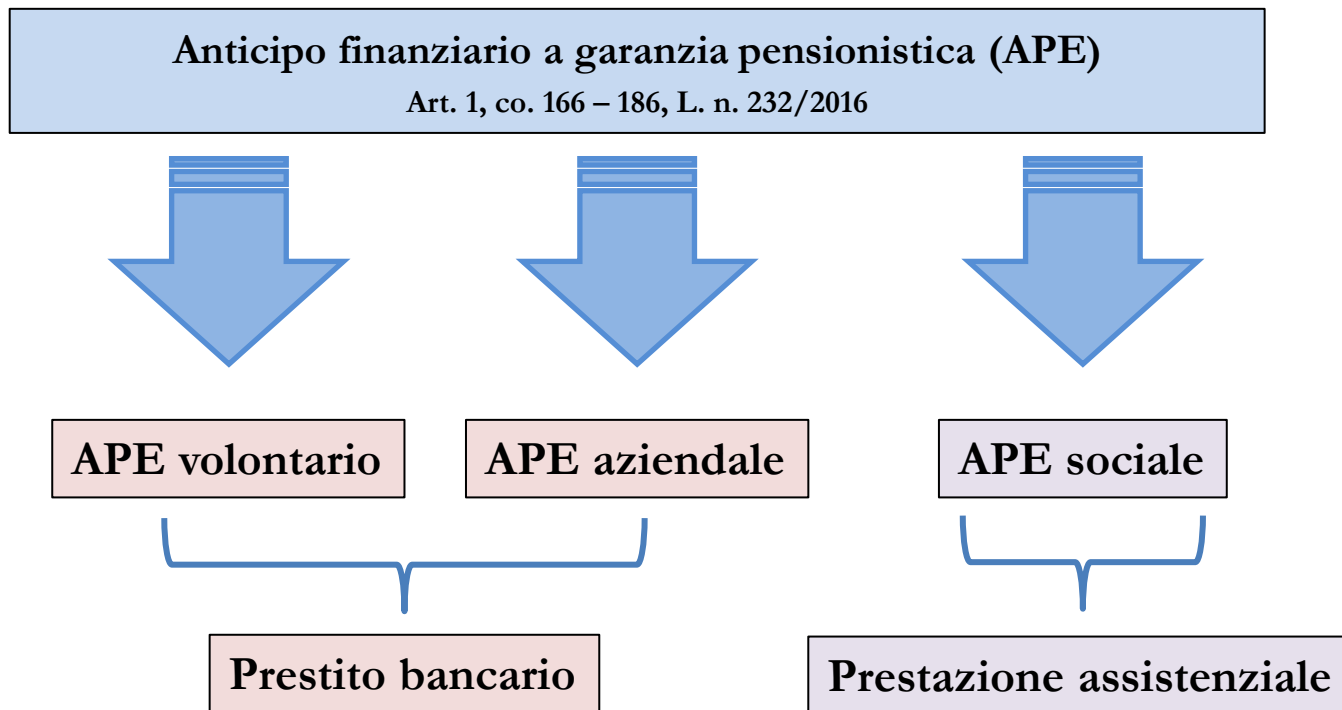 Anticipo finanziario a garanzia pensionistica (APE)
Art. 1, co. 166 – 186, L. n. 232/2016
APE volontario
APE aziendale
APE sociale
Prestito bancario
Prestazione assistenziale